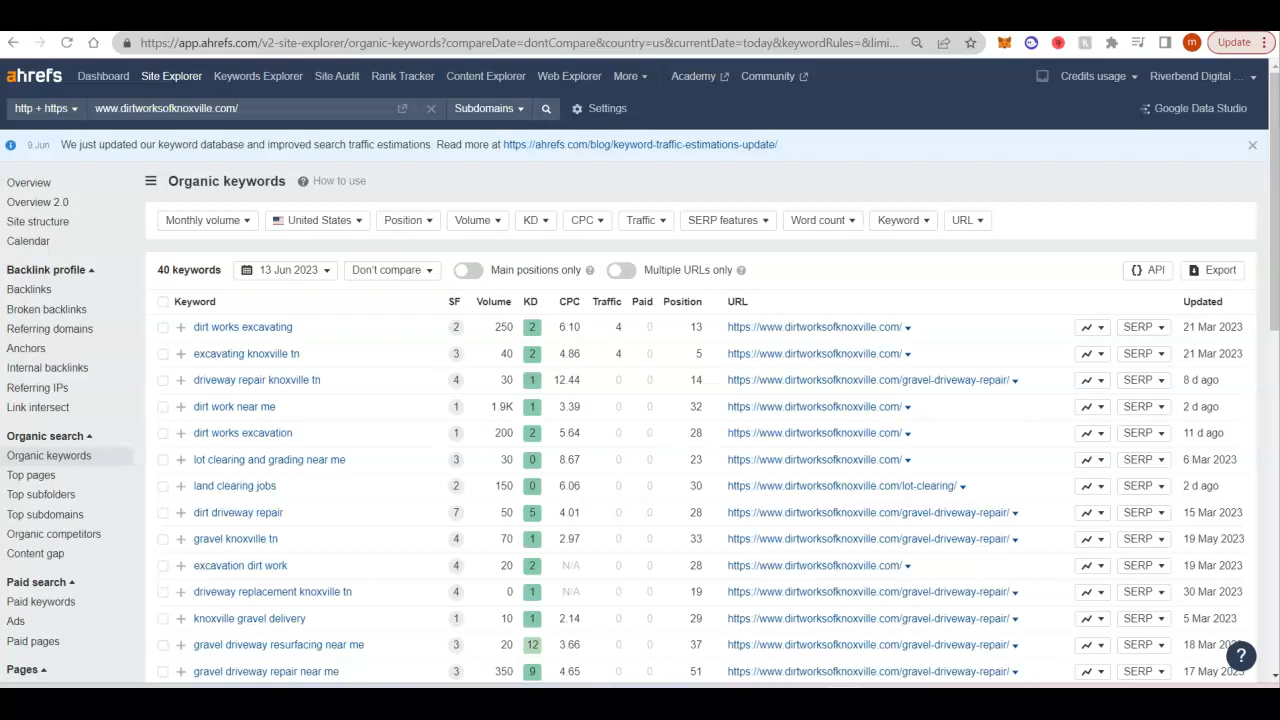 https://app.ahrefs.com/v2-site-explorer/organic-keywords?compareDate=dontCompare&country=us&currentDate=today&keywordRules=&limi...
m
Update
ahrefs Dashboard Site Explorer Keywords Explorer Site Audit Rank Tracker Content Explorer Web Explorer More Academy Community Credits usage Riverbend Digital ...
http + https www.dirtworksofknoxville.com/ Subdomains Settings Google Data Studio
9 Jun We just updated our keyword database and improved search traffic estimations. Read more at https://ahrefs.com/blog/keyword-traffic-estimations-update/
Overview
Overview 2.0
Site structure
Calendar
Backlink profile
Backlinks
Broken backlinks
Referring domains
Anchors
Internal backlinks
Referring IPs
Link intersect
Organic search
Organic keywords
Top pages
Top subfolders
Top subdomains
Organic competitors
Content gap
Paid search
Paid keywords
Ads
Paid pages
Pages
Organic keywords ? How to use
Monthly volume United States Position Volume KD CPC Traffic SERP features Word count Keyword URL
40 keywords 13 Jun 2023 Don't compare Main positions only ? Multiple URLs only ? {} API Export
Keyword SF Volume KD CPC Traffic Paid Position URL Updated
+ dirt works excavating 2 250 2 6.10 4 0 13 https://www.dirtworksofknoxville.com/ SERP 21 Mar 2023
+ excavating knoxville tn 3 40 2 4.86 4 0 5 https://www.dirtworksofknoxville.com/ SERP 21 Mar 2023
+ driveway repair knoxville tn 4 30 1 12.44 0 0 14 https://www.dirtworksofknoxville.com/gravel-driveway-repair/ SERP 8 d ago
+ dirt work near me 1 1.9K 1 3.39 0 0 32 https://www.dirtworksofknoxville.com/ SERP 2 d ago
+ dirt works excavation 1 200 2 5.64 0 0 28 https://www.dirtworksofknoxville.com/ SERP 11 d ago
+ lot clearing and grading near me 3 30 0 8.67 0 0 23 https://www.dirtworksofknoxville.com/ SERP 6 Mar 2023
+ land clearing jobs 2 150 0 6.06 0 0 30 https://www.dirtworksofknoxville.com/lot-clearing/ SERP 2 d ago
+ dirt driveway repair 7 50 5 4.01 0 0 28 https://www.dirtworksofknoxville.com/gravel-driveway-repair/ SERP 15 Mar 2023
+ gravel knoxville tn 4 70 1 2.97 0 0 33 https://www.dirtworksofknoxville.com/gravel-driveway-repair/ SERP 19 May 2023
+ excavation dirt work 4 20 2 N/A 0 0 28 https://www.dirtworksofknoxville.com/ SERP 19 Mar 2023
+ driveway replacement knoxville tn 4 0 1 N/A 0 0 19 https://www.dirtworksofknoxville.com/gravel-driveway-repair/ SERP 30 Mar 2023
+ knoxville gravel delivery 1 10 1 2.14 0 0 29 https://www.dirtworksofknoxville.com/gravel-driveway-repair/ SERP 5 Mar 2023
+ gravel driveway resurfacing near me 3 20 12 3.66 0 0 37 https://www.dirtworksofknoxville.com/gravel-driveway-repair/ SERP 18 Mar
+ gravel driveway repair near me 3 350 9 4.65 0 0 51 https://www.dirtworksofknoxville.com/gravel-driveway-repair/ SERP 17 May
?